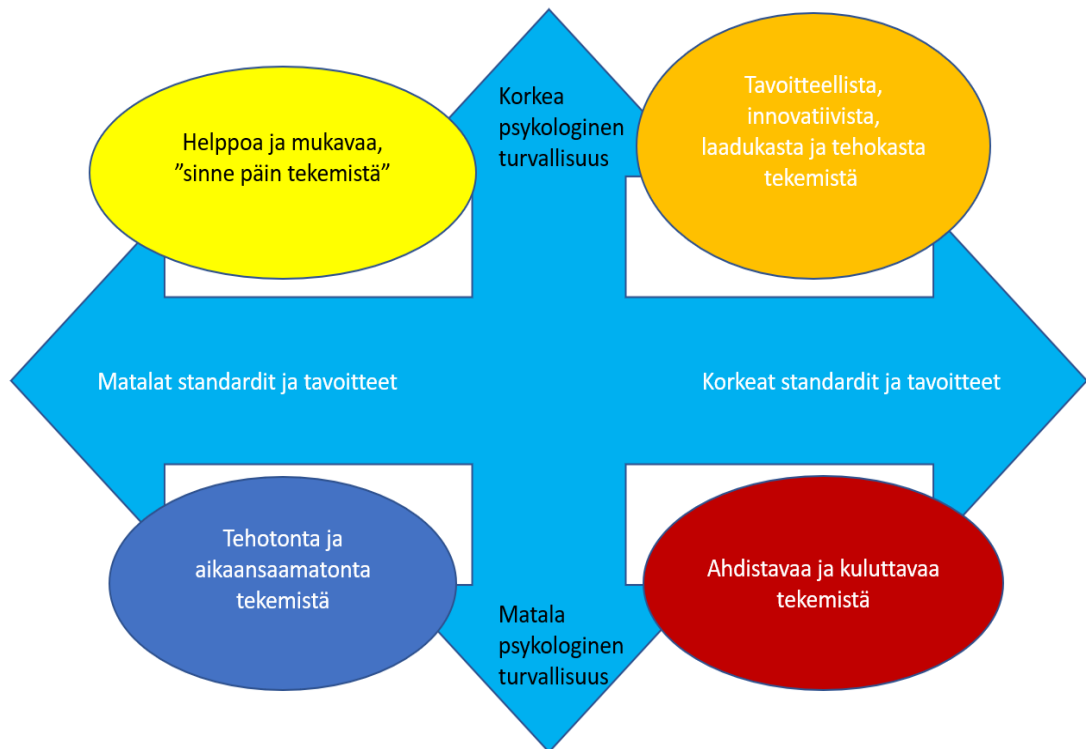 Korkea
psykologinen
turvallisuus
Helppoa ja mukavaa,
”sinne päin tekemistä”
Tavoitteellista,
innovatiivista,
laadukasta ja tehokasta
tekemistä
Matalat standardit ja tavoitteet
Korkeat standardit ja tavoitteet
Tehotonta ja
aikaansaamatonta
tekemistä
Ahdistavaa ja kuluttavaa
tekemistä
Matala
psykologinen
turvallisuus